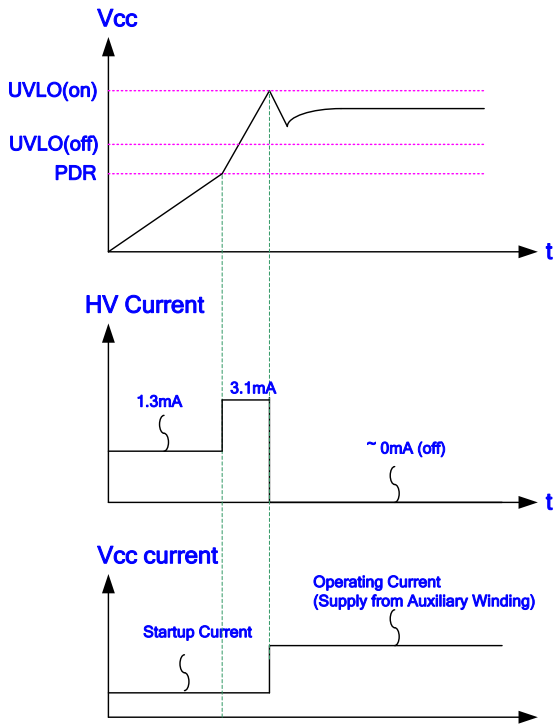 Vcc
UVLO(on)
UVLO(off)
PDR
t
HV Current
1.3mA
3.1mA
~ 0mA (off)
t
Vcc current
Operating Current
(Supply from Auxiliary Winding)
Startup Current